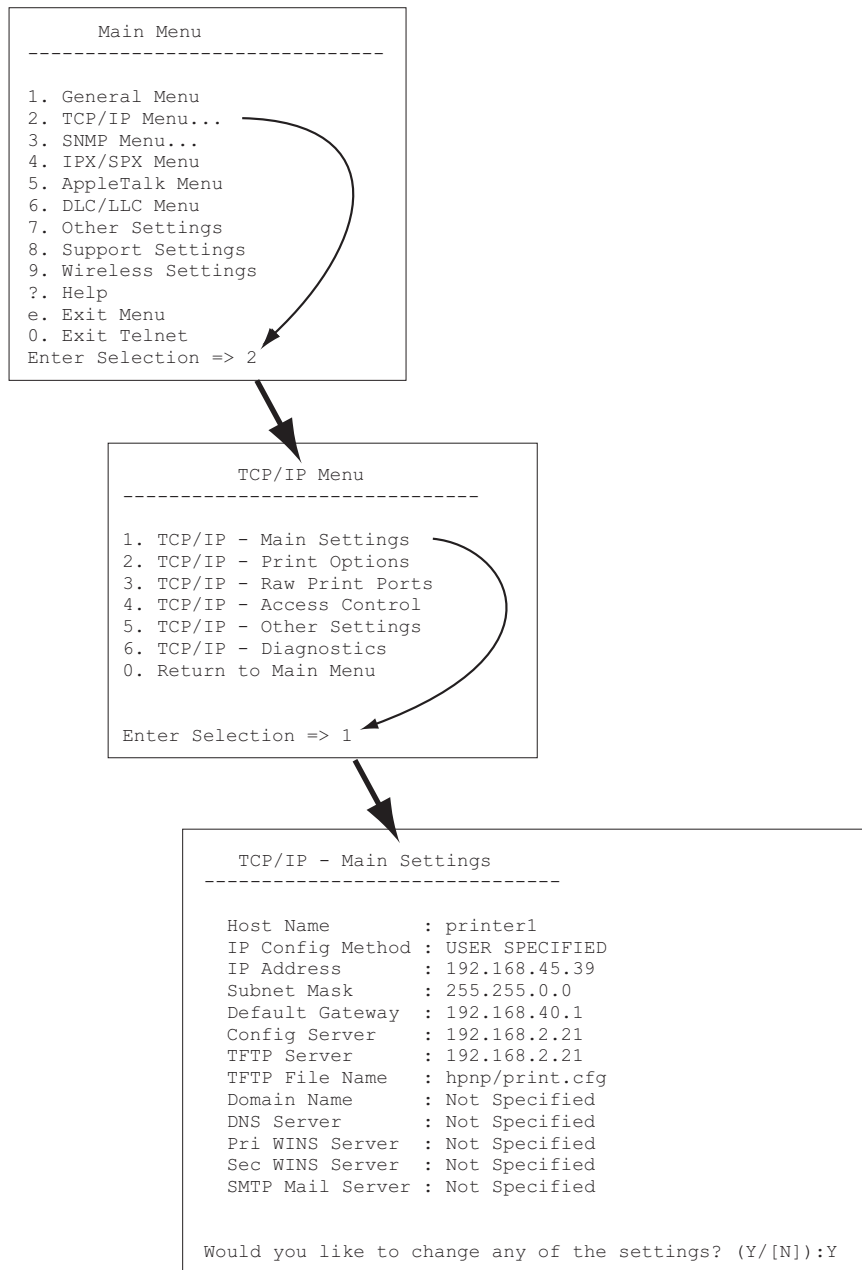 Main Menu
-------------------------------
1. General Menu
2. TCP/IP Menu...
3. SNMP Menu...
4. IPX/SPX Menu
5. AppleTalk Menu
6. DLC/LLC Menu
7. Other Settings
8. Support Settings
9. Wireless Settings
?. Help
e. Exit Menu
0. Exit Telnet
Enter Selection => 2
TCP/IP Menu
-------------------------------
1. TCP/IP - Main Settings
2. TCP/IP - Print Options
3. TCP/IP - Raw Print Ports
4. TCP/IP - Access Control
5. TCP/IP - Other Settings
6. TCP/IP - Diagnostics
0. Return to Main Menu
Enter Selection => 1
TCP/IP - Main Settings
-------------------------------
Host Name : printer1
IP Config Method : USER SPECIFIED
IP Address : 192.168.45.39
Subnet Mask : 255.255.0.0
Default Gateway : 192.168.40.1
Config Server : 192.168.2.21
TFTP Server : 192.168.2.21
TFTP File Name : hpnp/print.cfg
Domain Name : Not Specified
DNS Server : Not Specified
Pri WINS Server : Not Specified
Sec WINS Server : Not Specified
SMTP Mail Server : Not Specified
Would you like to change any of the settings? (Y/[N]):Y